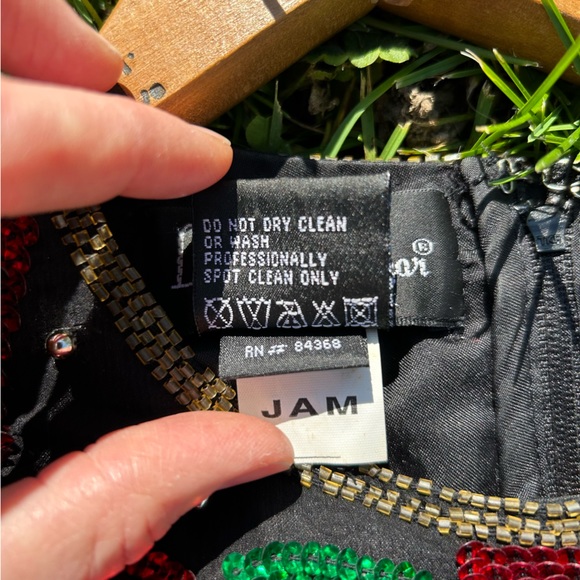 DO NOT DRY CLEAN
OR WASH
PROFESSIONALLY
SPOT CLEAN ONLY
RN # 84368
JAM